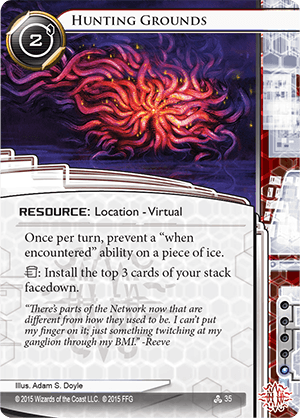 HUNTING GROUNDS
2
RESOURCE: Location - Virtual
Once per turn, prevent a “when
encountered” ability on a piece of ice.
: Install the top 3 cards of your stack
facedown.
“There’s parts of the Network now that are
different from how they used to be. I can’t put
my finger on it; just something twitching at my
ganglion through my BMI.” -Reeve
Illus. Adam S. Doyle
© 2015 Wizards of the Coast LLC. © 2015 FFG
35